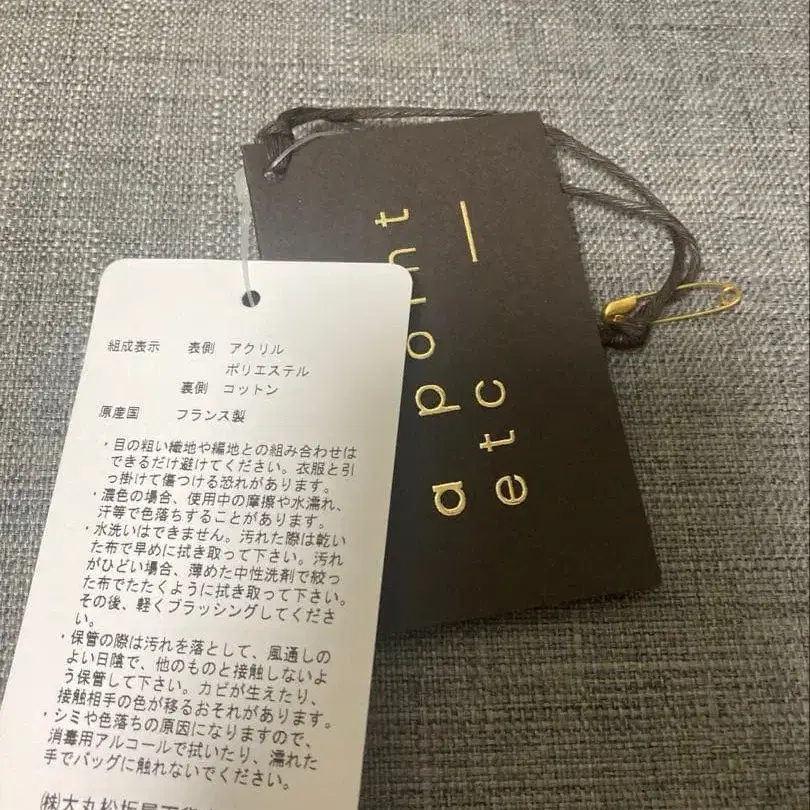 組成表示 表側 アクリル
ポリエステル
裏側 コットン
原産国 フランス製
・目の粗い織地や編地との組み合わせは
できるだけ避けてください。衣服と引
っ掛けて傷つける恐れがあります。
・濃色の場合、使用中の摩擦や水濡れ、
汗等で色落ちすることがあります。
・水洗いはできません。汚れた際は乾い
た布で早めに拭き取って下さい。汚れ
がひどい場合、薄めた中性洗剤で絞っ
た布でたたくように拭き取って下さい。
その後、軽くブラッシングしてくださ
い。
・保管の際は汚れを落として、風通しの
よい日陰で、他のものと接触しないよ
う保管して下さい。カビが生えたり、
接触相手の色が移るおそれがあります。
・シミや色落ちの原因になりますので、
消毒用アルコールで拭いたり、濡れた
手でバッグに触れないでください。
㈱大丸松坂屋百貨
a point
etc